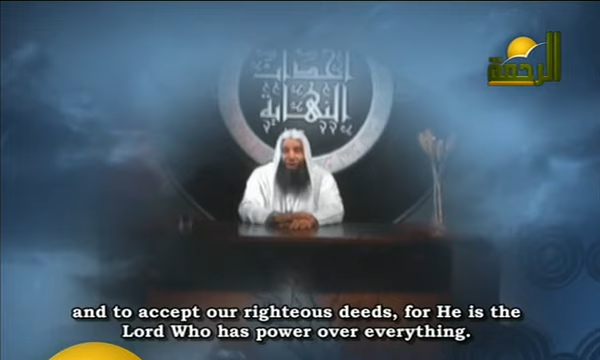 الرحمة
أحداث
النهاية
and to accept our righteous deeds, for He is the
Lord Who has power over everything.